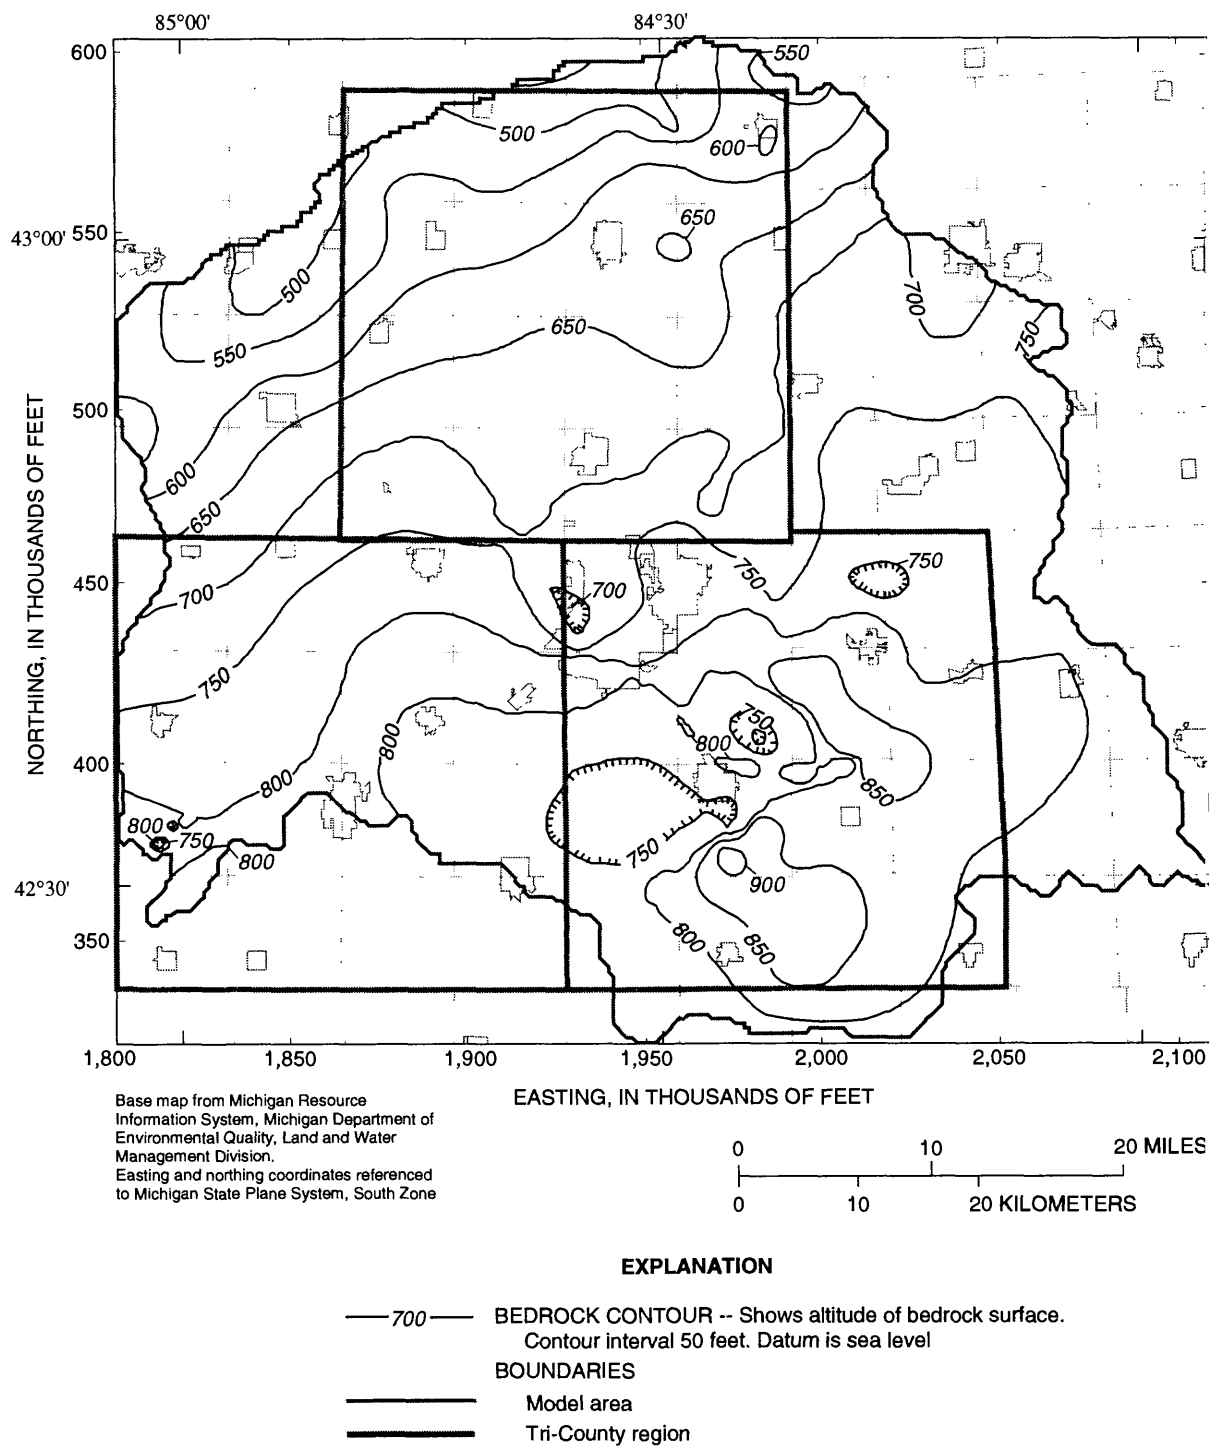 85°00' 84°30'
600
550
500
600
650
43°00' 550
500
700
550
650
750
500
600
650
450
700
750
700
750
750
750
800
800
750
800
850
400
800
750
800
750
900
42°30'
800
850
350
NORTHING, IN THOUSANDS OF FEET
1,800 1,850 1,900 1,950 2,000 2,050 2,100
EASTING, IN THOUSANDS OF FEET
Base map from Michigan Resource
Information System, Michigan Department of
Environmental Quality, Land and Water
Management Division.
Easting and northing coordinates referenced
to Michigan State Plane System, South Zone
0 10 20 MILES
0 10 20 KILOMETERS
EXPLANATION
700 BEDROCK CONTOUR -- Shows altitude of bedrock surface.
Contour interval 50 feet. Datum is sea level
BOUNDARIES
Model area
Tri-County region